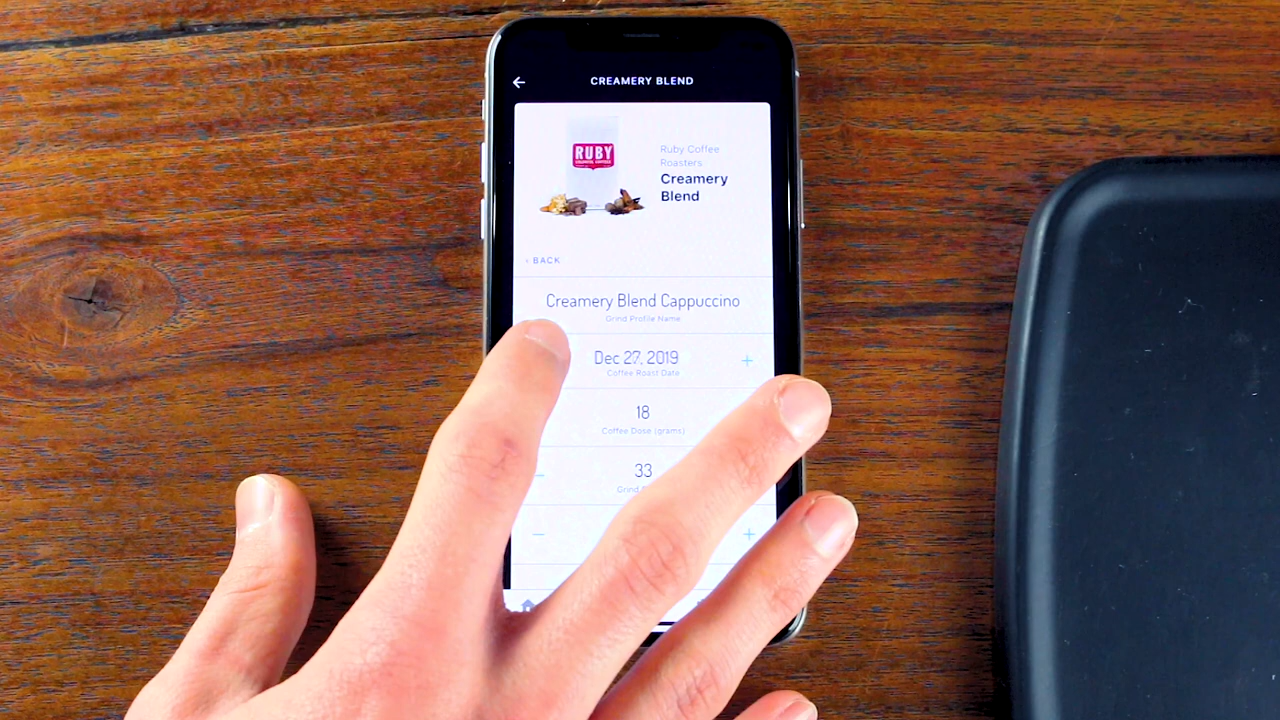 CREAMERY BLEND
RUBY
Ruby Coffee
Roasters
Creamery
Blend
‹ BACK
Creamery Blend Cappuccino
Grind Profile Name
Dec 27, 2019
Coffee Roast Date
18
Coffee Dose (grams)
33
Grind